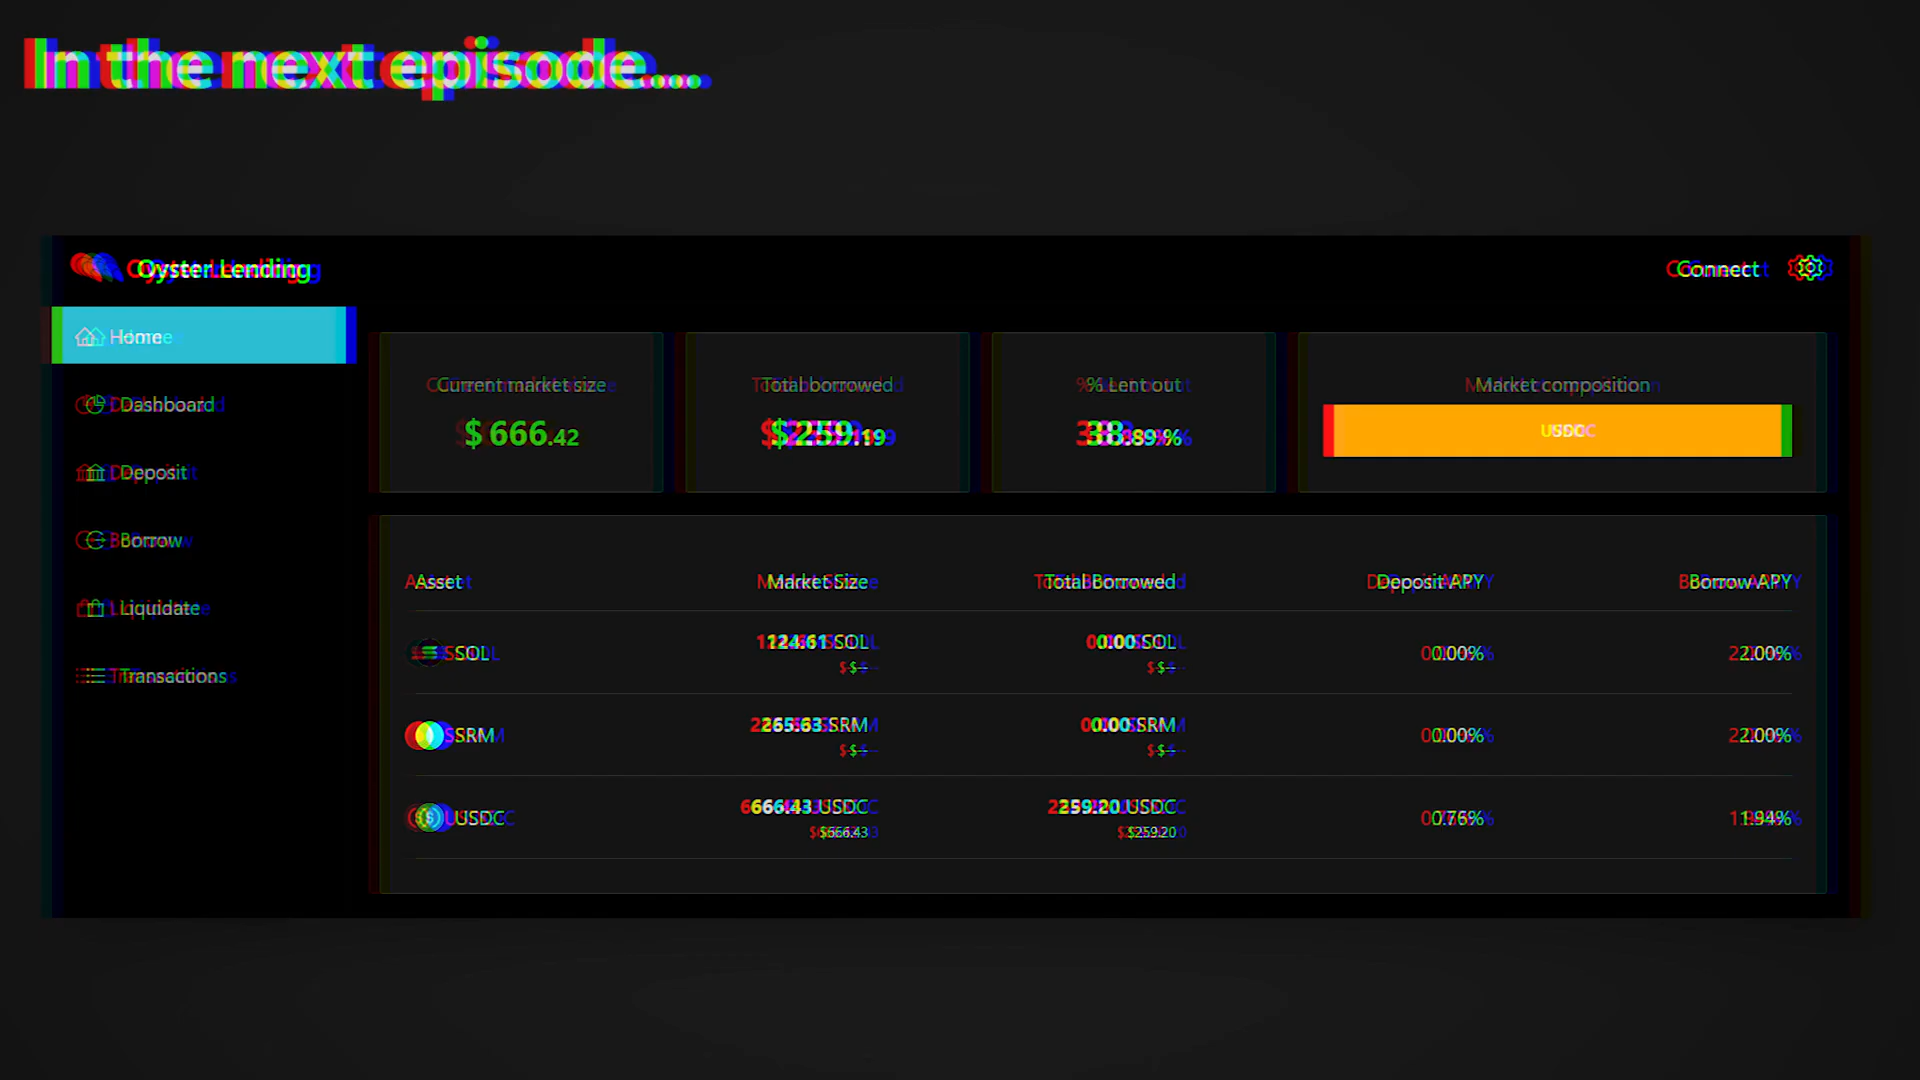 In the next episode...
Oyster Lending
Connect
Home
Dashboard
Deposit
Borrow
Liquidate
Transactions
Current market size
$ 666.42
Total borrowed
$ 259.19
% Lent out
38.89%
Market composition
USDC
Asset Market Size Total Borrowed Deposit APY Borrow APY
SOL 124.61 SOL 0.00 SOL 0.00% 2.00%
$-- $--
SRM 265.63 SRM 0.00 SRM 0.00% 2.00%
$-- $--
USDC 666.43 USDC 259.20 USDC 0.76% 1.94%
$666.43 $259.20